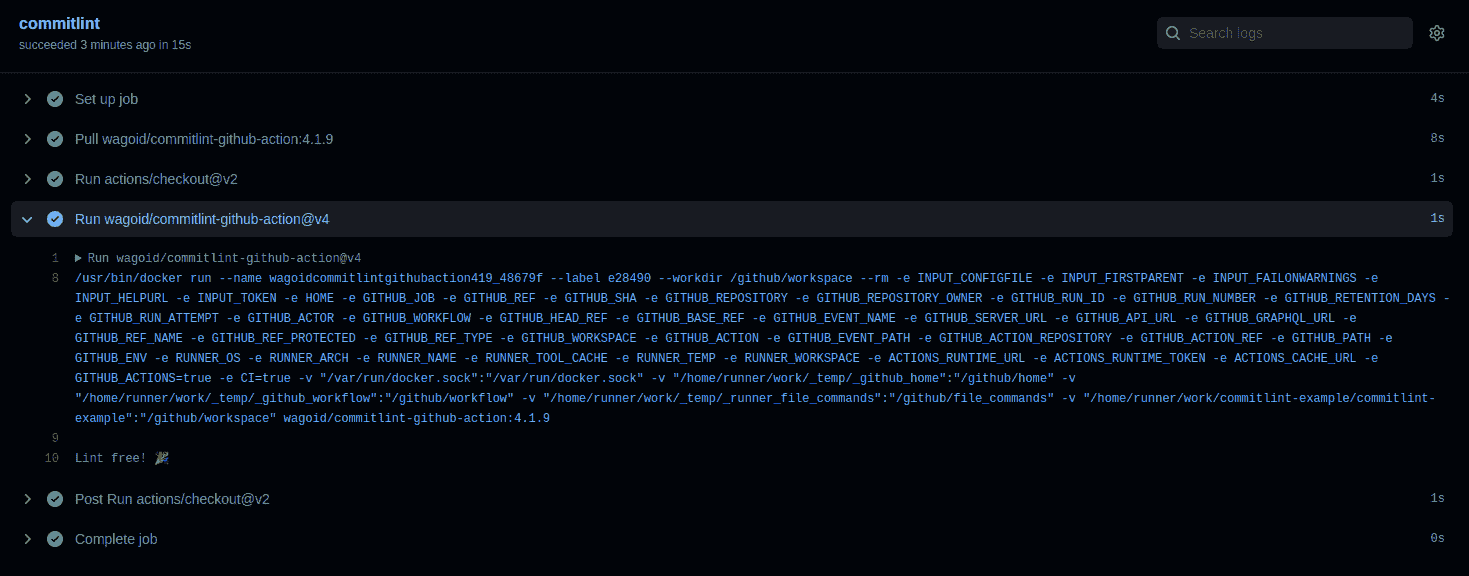 commitlint
succeeded 3 minutes ago in 15s
Search logs
Set up job 4s
Pull wagoid/commitlint-github-action:4.1.9 8s
Run actions/checkout@v2 1s
Run wagoid/commitlint-github-action@v4 1s
1 Run wagoid/commitlint-github-action@v4
8 /usr/bin/docker run --name wagoidcommitlintgithubaction419_48679f --label e28490 --workdir /github/workspace --rm -e INPUT_CONFIGFILE -e INPUT_FIRSTPARENT -e INPUT_FAILONWARNINGS -e
INPUT_HELPURL -e INPUT_TOKEN -e HOME -e GITHUB_JOB -e GITHUB_REF -e GITHUB_SHA -e GITHUB_REPOSITORY -e GITHUB_REPOSITORY_OWNER -e GITHUB_RUN_ID -e GITHUB_RUN_NUMBER -e GITHUB_RETENTION_DAYS -
e GITHUB_RUN_ATTEMPT -e GITHUB_ACTOR -e GITHUB_WORKFLOW -e GITHUB_HEAD_REF -e GITHUB_BASE_REF -e GITHUB_EVENT_NAME -e GITHUB_SERVER_URL -e GITHUB_API_URL -e GITHUB_GRAPHQL_URL -e
GITHUB_REF_NAME -e GITHUB_REF_PROTECTED -e GITHUB_REF_TYPE -e GITHUB_WORKSPACE -e GITHUB_ACTION -e GITHUB_EVENT_PATH -e GITHUB_ACTION_REPOSITORY -e GITHUB_ACTION_REF -e GITHUB_PATH -e
GITHUB_ENV -e RUNNER_OS -e RUNNER_ARCH -e RUNNER_NAME -e RUNNER_TOOL_CACHE -e RUNNER_TEMP -e RUNNER_WORKSPACE -e ACTIONS_RUNTIME_URL -e ACTIONS_RUNTIME_TOKEN -e ACTIONS_CACHE_URL -e
GITHUB_ACTIONS=true -e CI=true -v "/var/run/docker.sock":"/var/run/docker.sock" -v "/home/runner/work/_temp/_github_home":"/github/home" -v
"/home/runner/work/_temp/_github_workflow":"/github/workflow" -v "/home/runner/work/_temp/_runner_file_commands":"/github/file_commands" -v "/home/runner/work/commitlint-example/commitlint-
example":"/github/workspace" wagoid/commitlint-github-action:4.1.9
9
10 Lint free! 🎉
Post Run actions/checkout@v2 1s
Complete job 0s